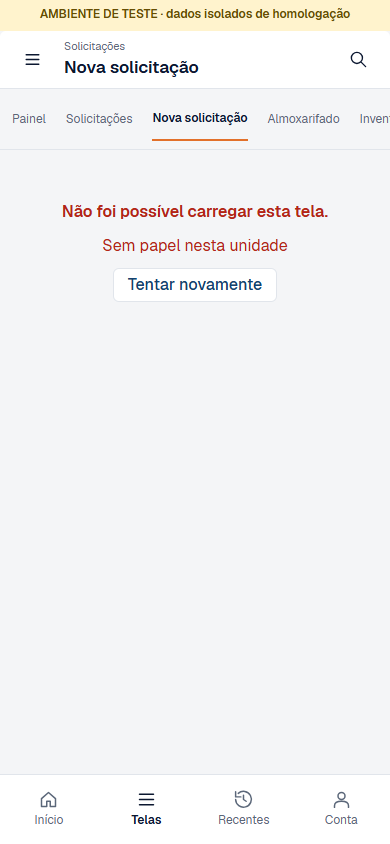 AMBIENTE DE TESTE · dados isolados de homologação
Solicitações
Nova solicitação
Painel Solicitações Nova solicitação Almoxarifado Inven
Não foi possível carregar esta tela.
Sem papel nesta unidade
Tentar novamente
Início Telas Recentes Conta